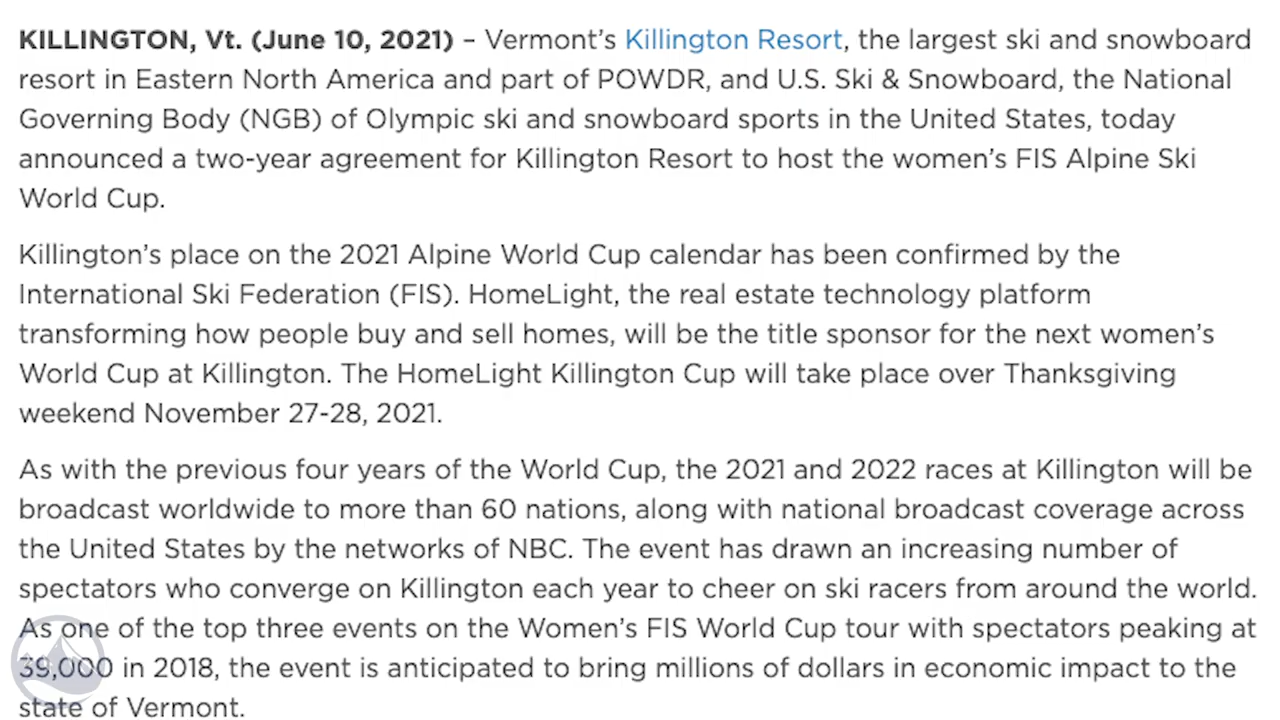 KILLINGTON, Vt. (June 10, 2021) – Vermont’s Killington Resort, the largest ski and snowboard
resort in Eastern North America and part of POWDR, and U.S. Ski & Snowboard, the National
Governing Body (NGB) of Olympic ski and snowboard sports in the United States, today
announced a two-year agreement for Killington Resort to host the women’s FIS Alpine Ski
World Cup.
Killington’s place on the 2021 Alpine World Cup calendar has been confirmed by the
International Ski Federation (FIS). HomeLight, the real estate technology platform
transforming how people buy and sell homes, will be the title sponsor for the next women’s
World Cup at Killington. The HomeLight Killington Cup will take place over Thanksgiving
weekend November 27-28, 2021.
As with the previous four years of the World Cup, the 2021 and 2022 races at Killington will be
broadcast worldwide to more than 60 nations, along with national broadcast coverage across
the United States by the networks of NBC. The event has drawn an increasing number of
spectators who converge on Killington each year to cheer on ski racers from around the world.
As one of the top three events on the Women’s FIS World Cup tour with spectators peaking at
39,000 in 2018, the event is anticipated to bring millions of dollars in economic impact to the
state of Vermont.